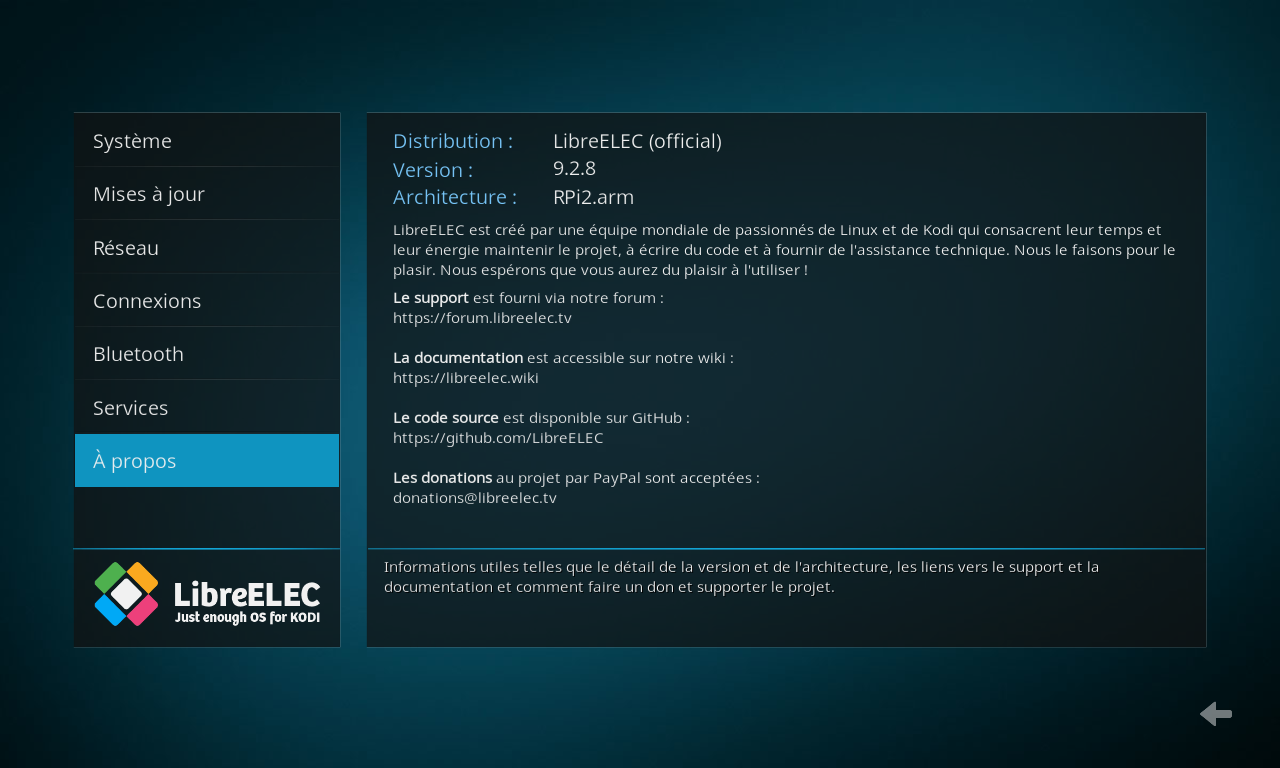 Système
Mises à jour
Réseau
Connexions
Bluetooth
Services
À propos
LibreELEC
Just enough OS for KODI
Distribution : LibreELEC (official)
Version : 9.2.8
Architecture : RPi2.arm
LibreELEC est créé par une équipe mondiale de passionnés de Linux et de Kodi qui consacrent leur temps et
leur énergie maintenir le projet, à écrire du code et à fournir de l'assistance technique. Nous le faisons pour le
plasir. Nous espérons que vous aurez du plaisir à l'utiliser !
Le support est fourni via notre forum :
https://forum.libreelec.tv
La documentation est accessible sur notre wiki :
https://libreelec.wiki
Le code source est disponible sur GitHub :
https://github.com/LibreELEC
Les donations au projet par PayPal sont acceptées :
donations@libreelec.tv
Informations utiles telles que le détail de la version et de l'architecture, les liens vers le support et la
documentation et comment faire un don et supporter le projet.